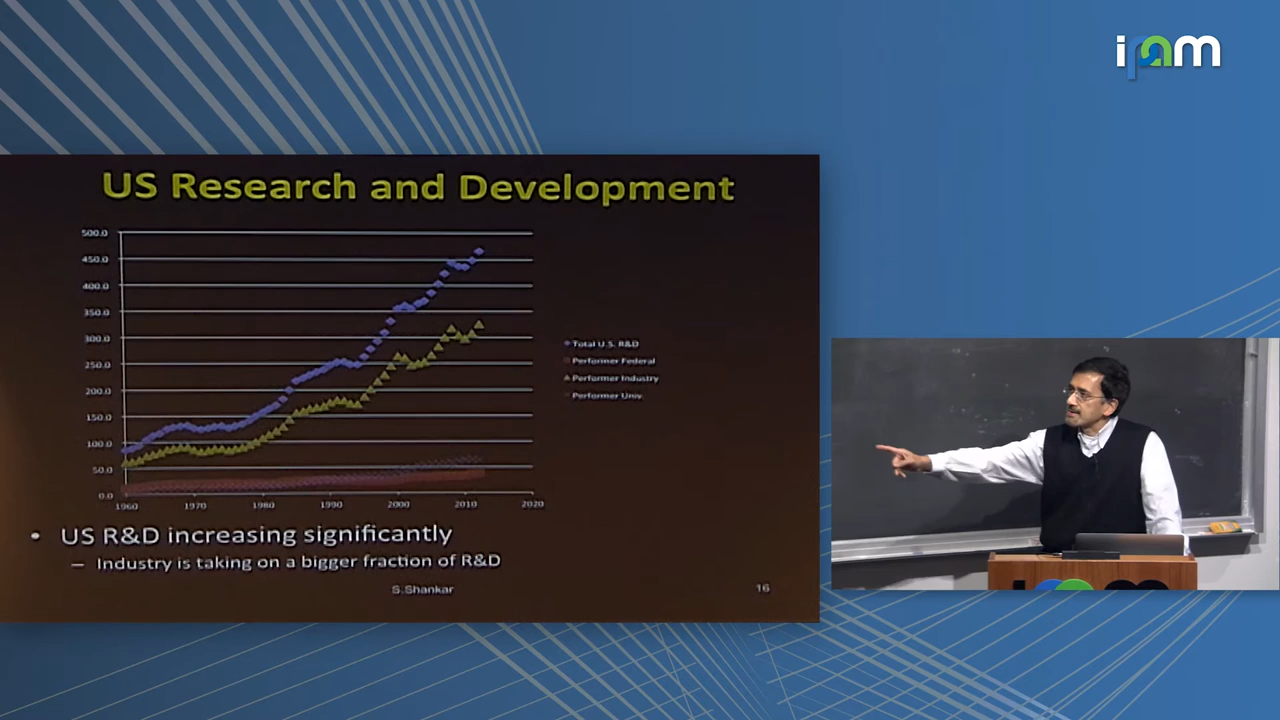 ipam
US Research and Development
500.0
450.0
400.0
350.0
300.0
250.0
200.0
150.0
100.0
50.0
0.0
1960 1970 1980 1990 2000 2010 2020
Total U.S. R&D
Performer Federal
Performer Industry
Performer Univ.
• US R&D increasing significantly
– Industry is taking on a bigger fraction of R&D
S.Shankar
16